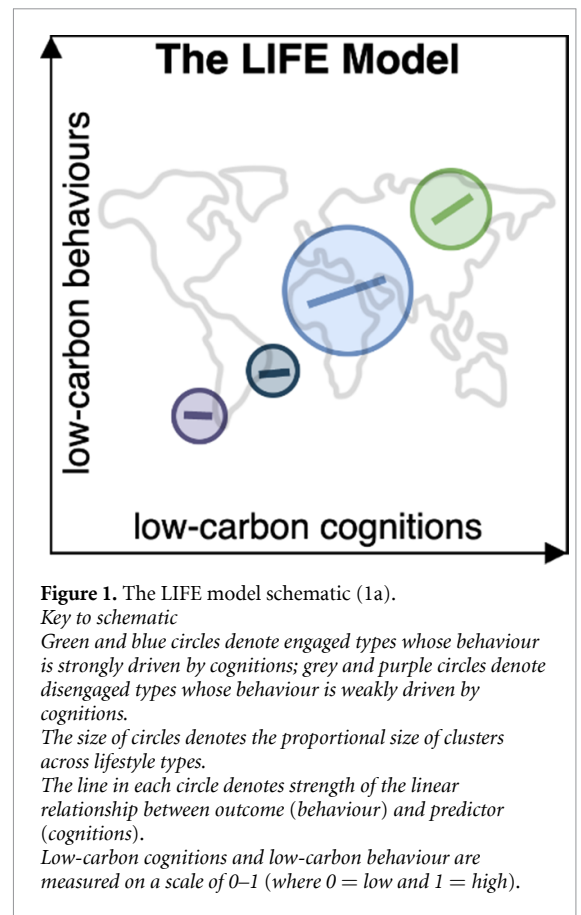 The LIFE Model
low-carbon behaviours
low-carbon cognitions
Figure 1. The LIFE model schematic (1a).
Key to schematic
Green and blue circles denote engaged types whose behaviour
is strongly driven by cognitions; grey and purple circles denote
disengaged types whose behaviour is weakly driven by
cognitions.
The size of circles denotes the proportional size of clusters
across lifestyle types.
The line in each circle denotes strength of the linear
relationship between outcome (behaviour) and predictor
(cognitions).
Low-carbon cognitions and low-carbon behaviour are
measured on a scale of 0–1 (where 0 = low and 1 = high).